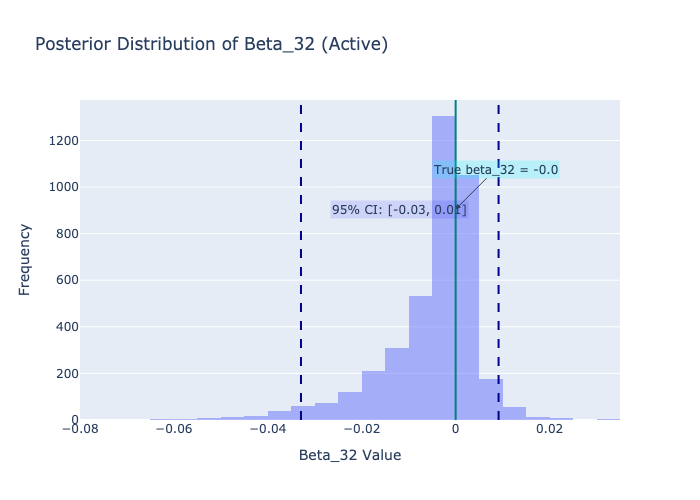 Posterior Distribution of Beta_32 (Active)
1200
1000
800
600
400
200
0
Frequency
True beta_32 = -0.0
95% CI: [-0.03, 0.01]
−0.08
−0.06
−0.04
−0.02
0
0.02
Beta_32 Value